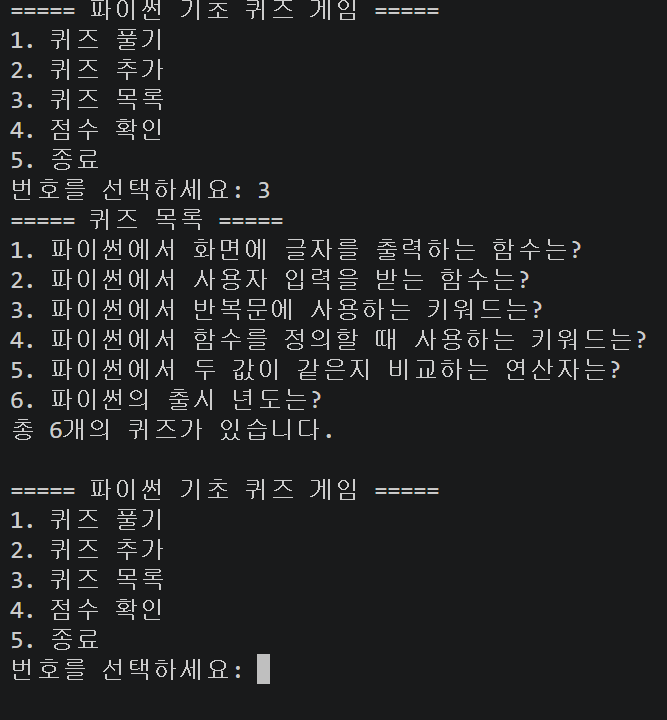 ===== 파이썬 기초 퀴즈 게임 =====
1. 퀴즈 풀기
2. 퀴즈 추가
3. 퀴즈 목록
4. 점수 확인
5. 종료
번호를 선택하세요: 3
===== 퀴즈 목록 =====
1. 파이썬에서 화면에 글자를 출력하는 함수는?
2. 파이썬에서 사용자 입력을 받는 함수는?
3. 파이썬에서 반복문에 사용하는 키워드는?
4. 파이썬에서 함수를 정의할 때 사용하는 키워드는?
5. 파이썬에서 두 값이 같은지 비교하는 연산자는?
6. 파이썬의 출시 년도는?
총 6개의 퀴즈가 있습니다.
===== 파이썬 기초 퀴즈 게임 =====
1. 퀴즈 풀기
2. 퀴즈 추가
3. 퀴즈 목록
4. 점수 확인
5. 종료
번호를 선택하세요: